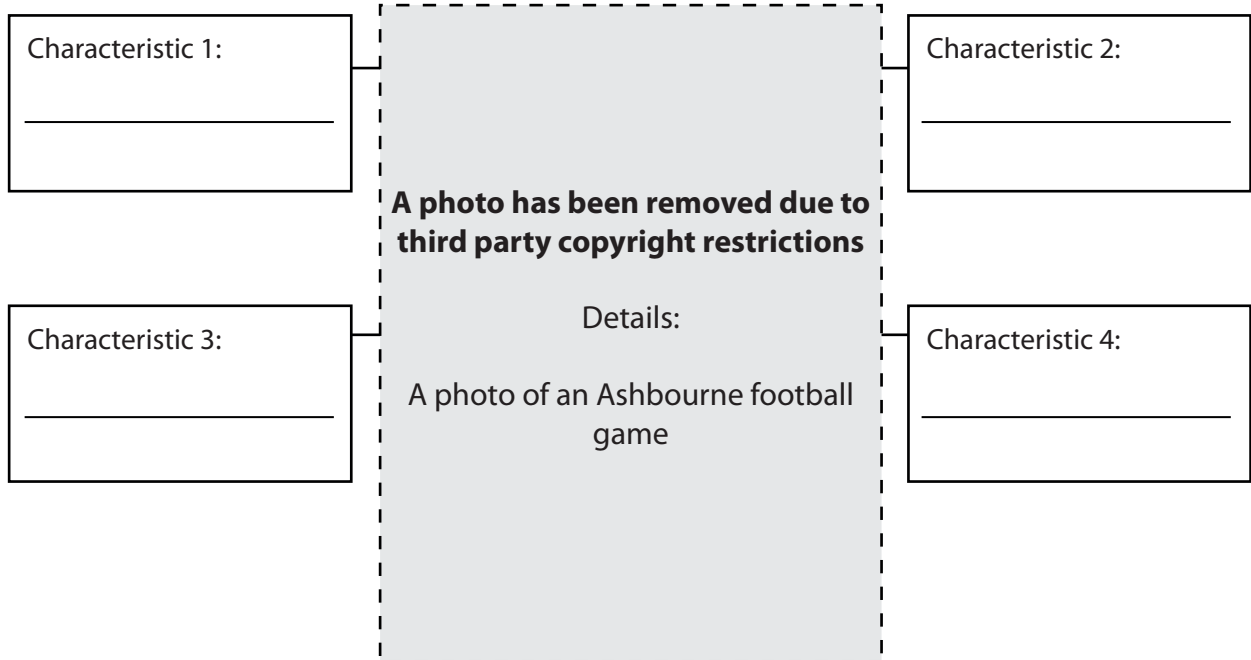 Characteristic 1:
Characteristic 2:
A photo has been removed due to
third party copyright restrictions
Details:
Characteristic 3:
Characteristic 4:
A photo of an Ashbourne football
game